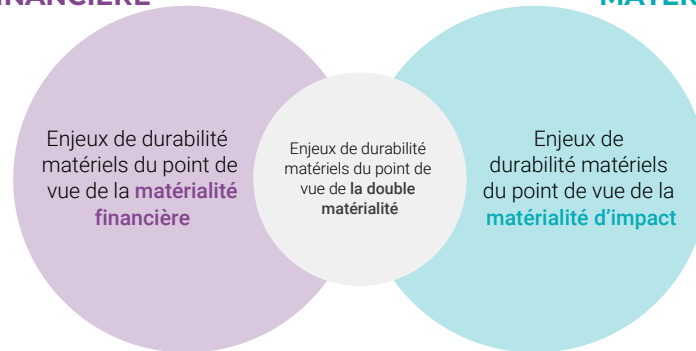 Enjeux de durabilité
matériels du point de
vue de la matérialité
financière
Enjeux de durabilité
matériels du point de
vue de la double
matérialité
Enjeux de
durabilité matériels
du point de vue de la
matérialité d’impact